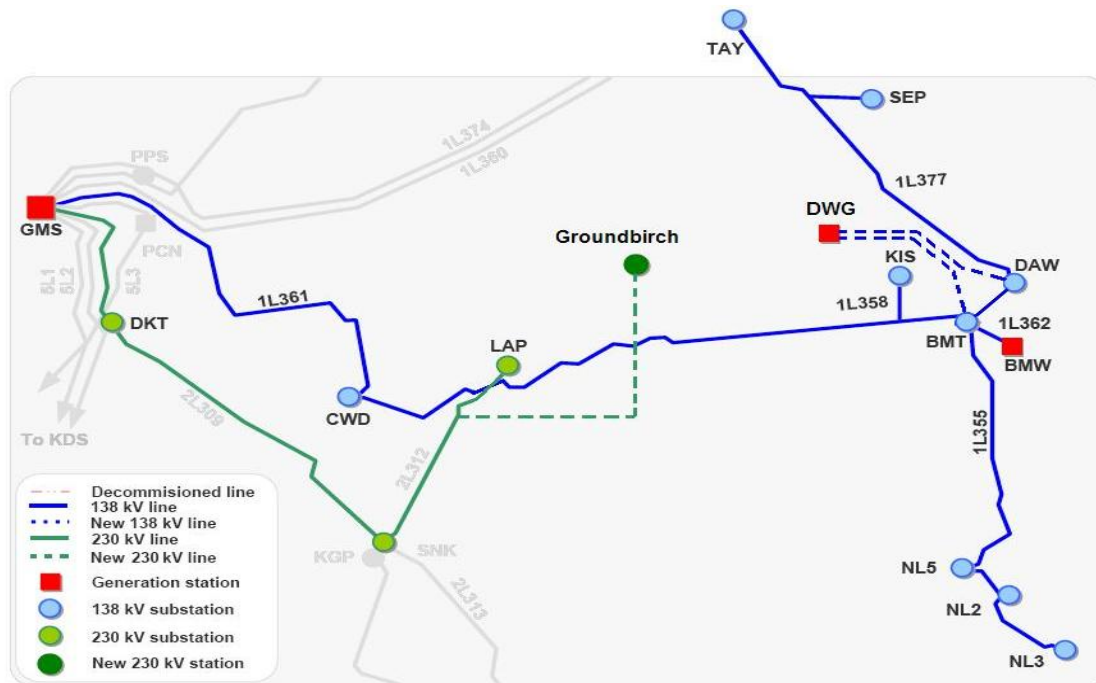 TAY
SEP
1L374
1L360
PPS
1L377
GMS
DWG
PCN
Groundbirch
KIS
DAW
5L1
5L2
5L3
1L361
1L358
DKT
LAP
BMT
1L362
BMW
CWD
2L309
1L355
To KDS
2L312
Decommisioned line
138 kV line
New 138 kV line
230 kV line
New 230 kV line
Generation station
138 kV substation
230 kV substation
New 230 kV station
KGP
SNK
2L313
NL5
NL2
NL3